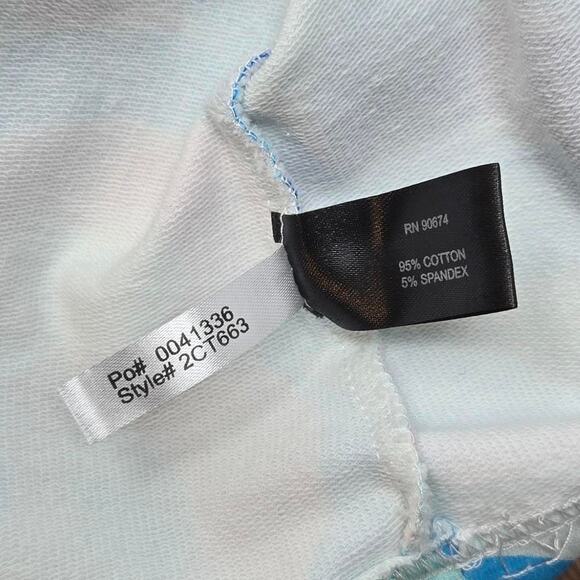 RN 90674
95% COTTON
5% SPANDEX
Po# 0041336
Style# 2CT663